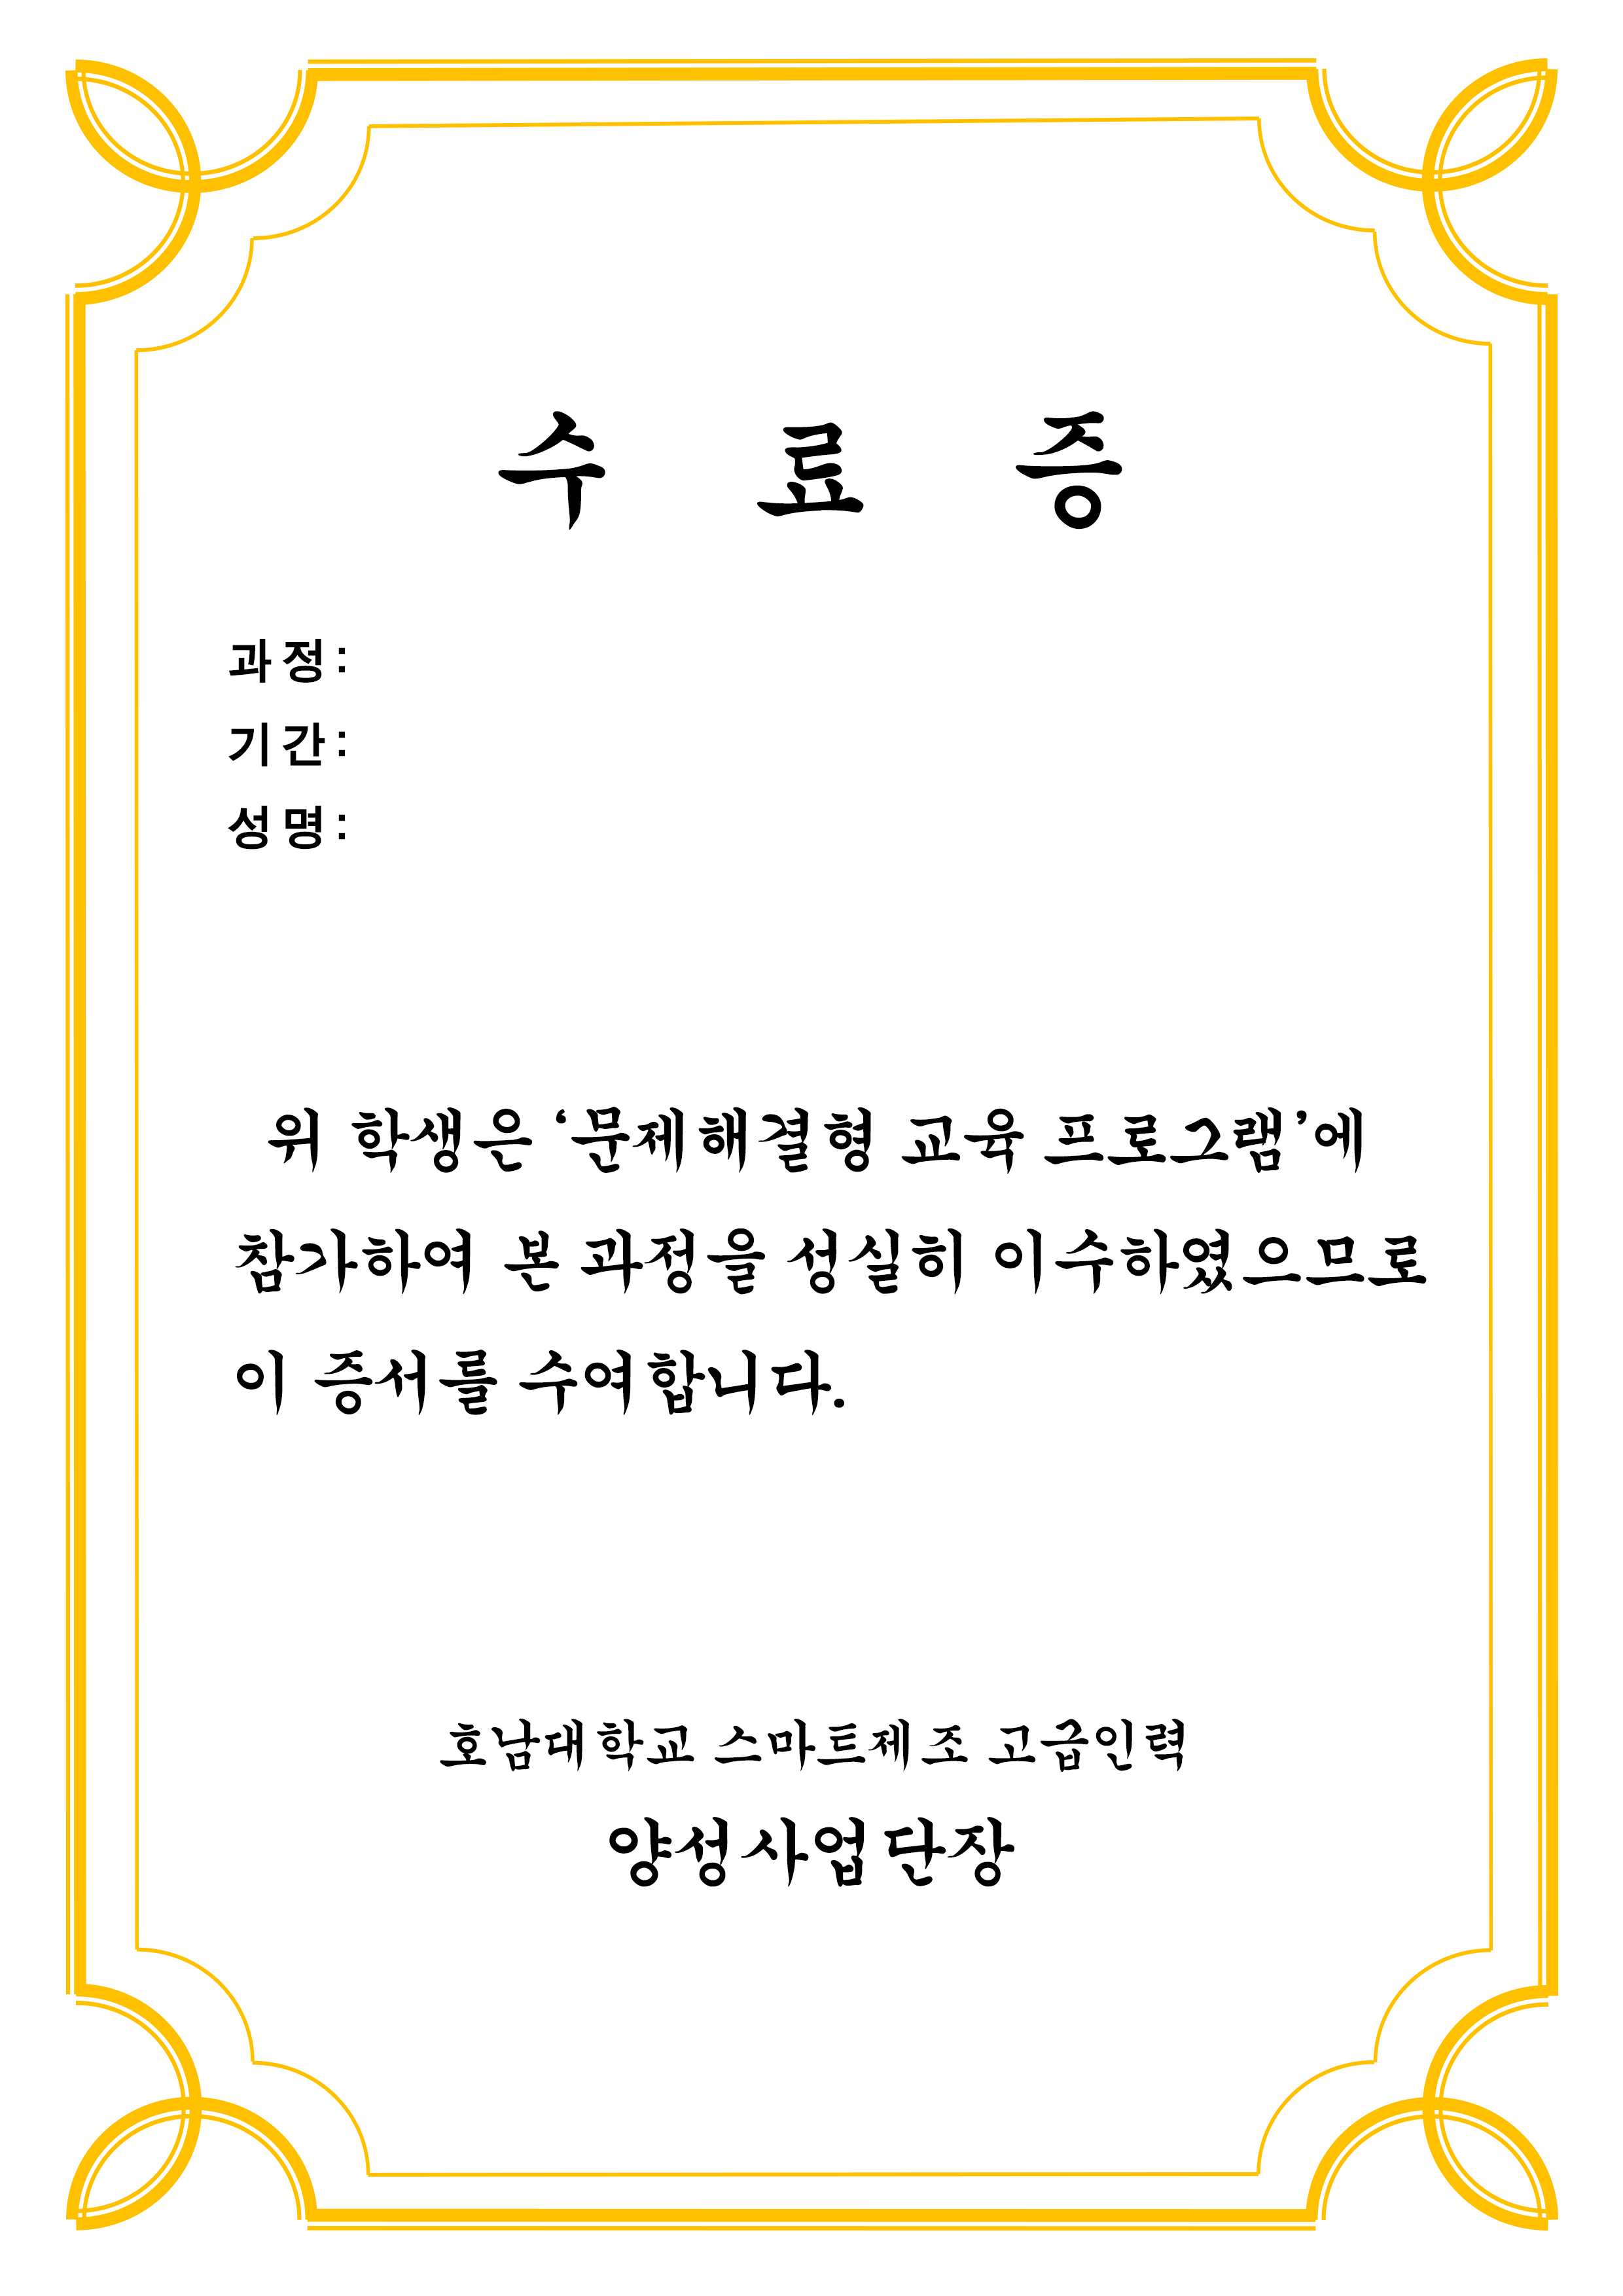 수 료 증
과정:
기간:
성명:
위 학생은 ‘문제해결형 교육 프로그램’에
참가하여 본 과정을 성실히 이수하였으므로
이 증서를 수여합니다.
호남대학교 스마트제조 고급인력
양성사업단장